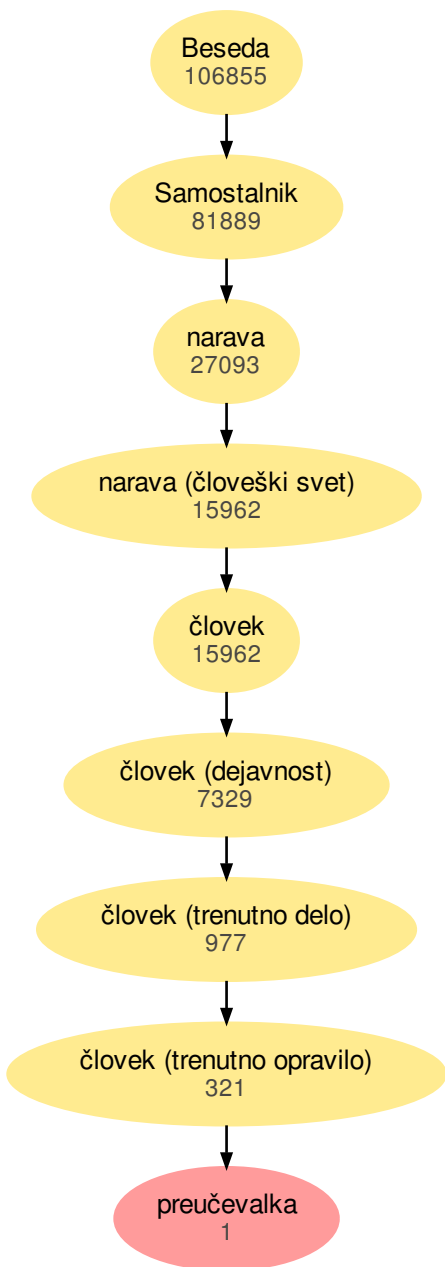 Beseda
106855
Samostalnik
81889
narava
27093
narava (človeški svet)
15962
človek
15962
človek (dejavnost)
7329
človek (trenutno delo)
977
človek (trenutno opravilo)
321
preučevalka
1